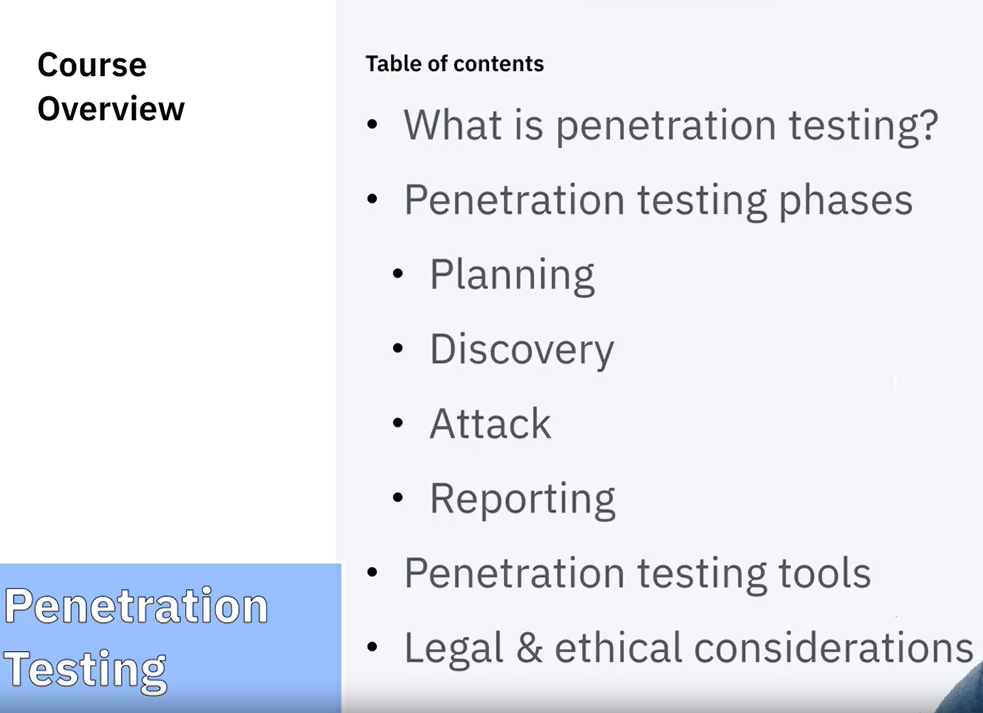 Course
Overview
Table of contents
• What is penetration testing?
• Penetration testing phases
• Planning
• Discovery
• Attack
• Reporting
• Penetration testing tools
• Legal & ethical considerations
Penetration
Testing